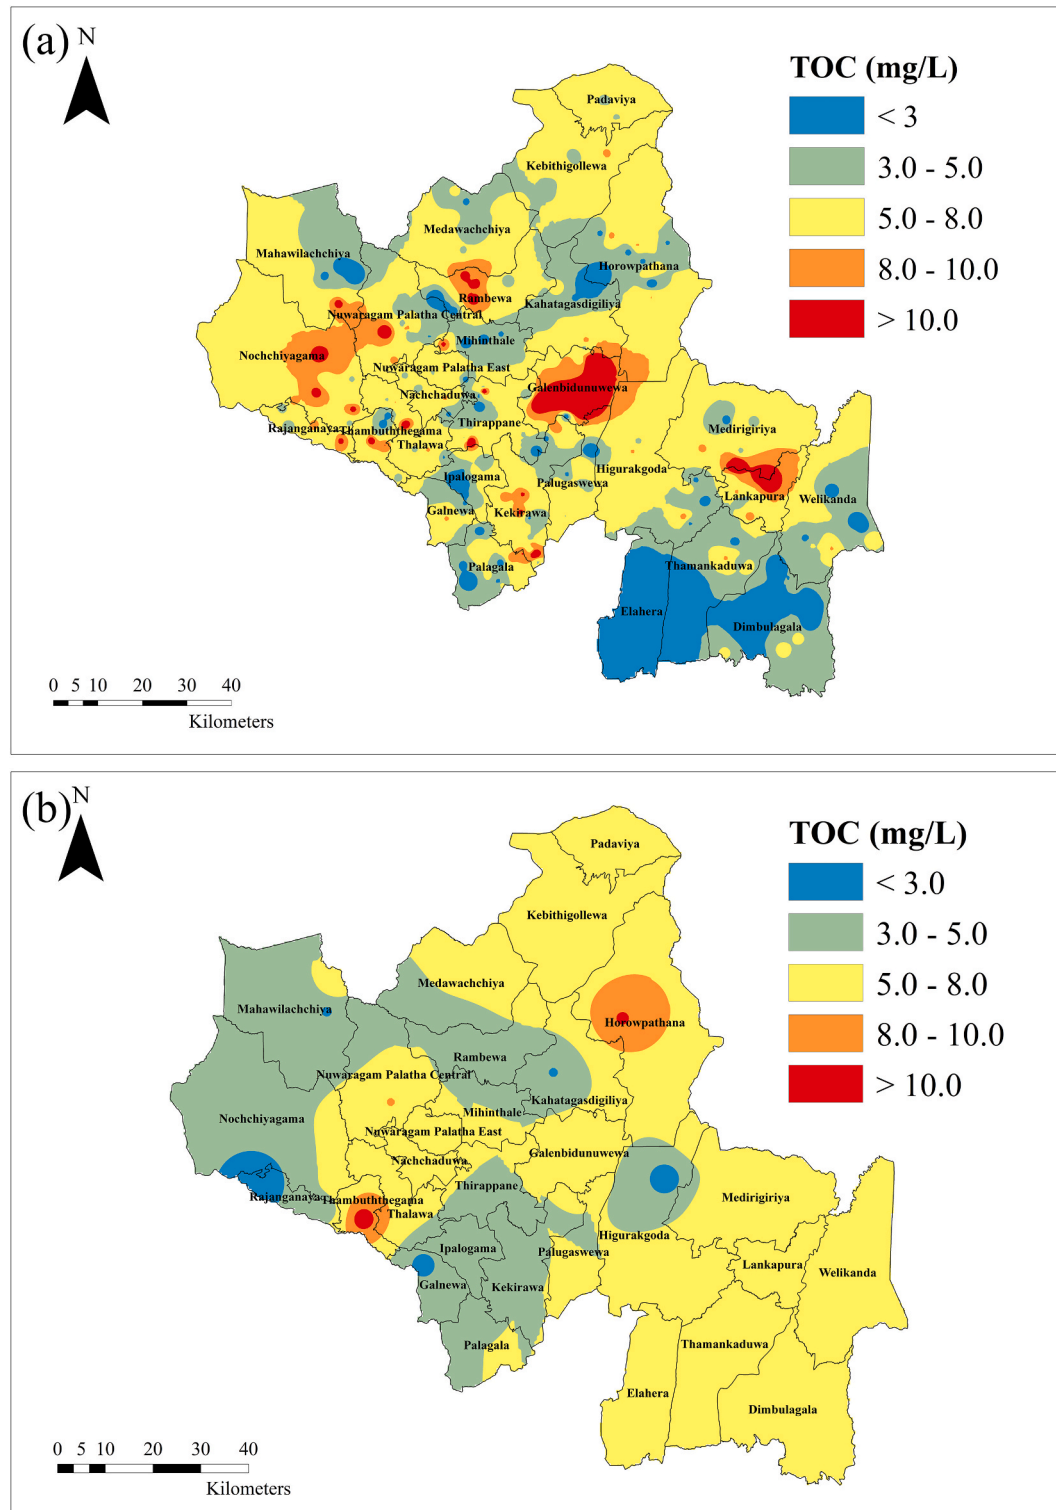 (a)
N
TOC (mg/L)
< 3
3.0 - 5.0
5.0 - 8.0
8.0 - 10.0
> 10.0
Padaviya
Kebithigollewa
Medawachchiya
Mahawilachchiya
Horowpathana
Rambewa
Kahatagasdigiliya
Nuwaragam Palatha Central
Mihinthale
Nochchiyagama
Nuwaragam Palatha East
Galenbidunuwewa
Nachchaduwa
Thirappane
Rajanganaya
Thambuththegama
Thalawa
Medirigiriya
Ipalogama
Palugaswewa
Higurakgoda
Lankapura
Welikanda
Galnewa
Kekirawa
Palagala
Thamankaduwa
Elahera
Dimbulagala
0 5 10 20 30 40
Kilometers
(b)
N
TOC (mg/L)
< 3.0
3.0 - 5.0
5.0 - 8.0
8.0 - 10.0
> 10.0
Padaviya
Kebithigollewa
Medawachchiya
Mahawilachchiya
Horowpathana
Rambewa
Nuwaragam Palatha Central
Kahatagasdigiliya
Mihinthale
Nochchiyagama
Nuwaragam Palatha East
Galenbidunuwewa
Nachchaduwa
Thirappane
Rajanganaya
Thambuththegama
Thalawa
Medirigiriya
Higurakgoda
Ipalogama
Palugaswewa
Lankapura
Welikanda
Galnewa
Kekirawa
Palagala
Thamankaduwa
Elahera
Dimbulagala
0 5 10 20 30 40
Kilometers